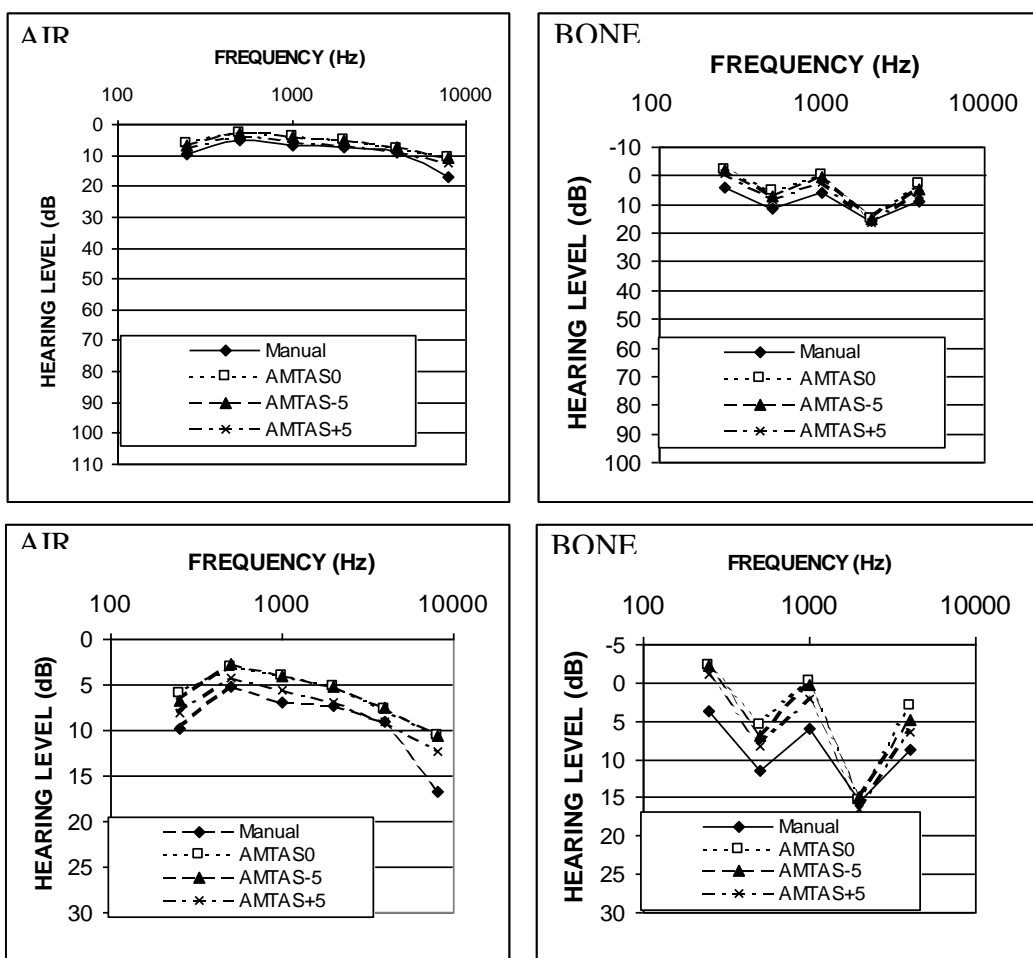 AIR
FREQUENCY (Hz)
100 1000 10000
HEARING LEVEL (dB
0
10
20
30
40
50
60
70
80
90
100
110
Manual
AMTAS0
AMTAS-5
AMTAS+5
BONE
FREQUENCY (Hz)
100 1000 10000
HEARING LEVEL (dB)
-10
0
10
20
30
40
50
60
70
80
90
100
Manual
AMTAS0
AMTAS-5
AMTAS+5
AIR
FREQUENCY (Hz)
100 1000 10000
HEARING LEVEL (dB)
0
5
10
15
20
25
30
Manual
AMTAS0
AMTAS-5
AMTAS+5
BONE
FREQUENCY (Hz)
100 1000 10000
HEARING LEVEL (dB)
-5
0
5
10
15
20
25
30
Manual
AMTAS0
AMTAS-5
AMTAS+5